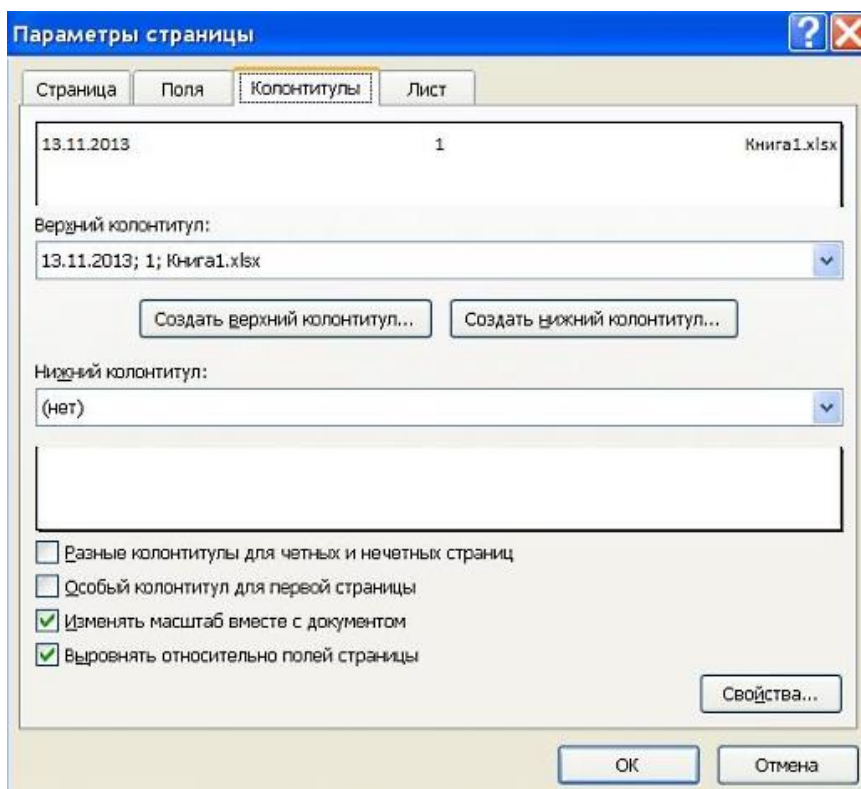 Параметры страницы
Страница Поля Колонтитулы Лист
13.11.2013 1 Книга1.xlsx
Верхний колонтитул:
13.11.2013; 1; Книга1.xlsx
Создать верхний колонтитул... Создать нижний колонтитул...
Нижний колонтитул:
(нет)
Разные колонтитулы для четных и нечетных страниц
Особый колонтитул для первой страницы
Изменять масштаб вместе с документом
Выровнять относительно полей страницы
Свойства...
ОК Отмена